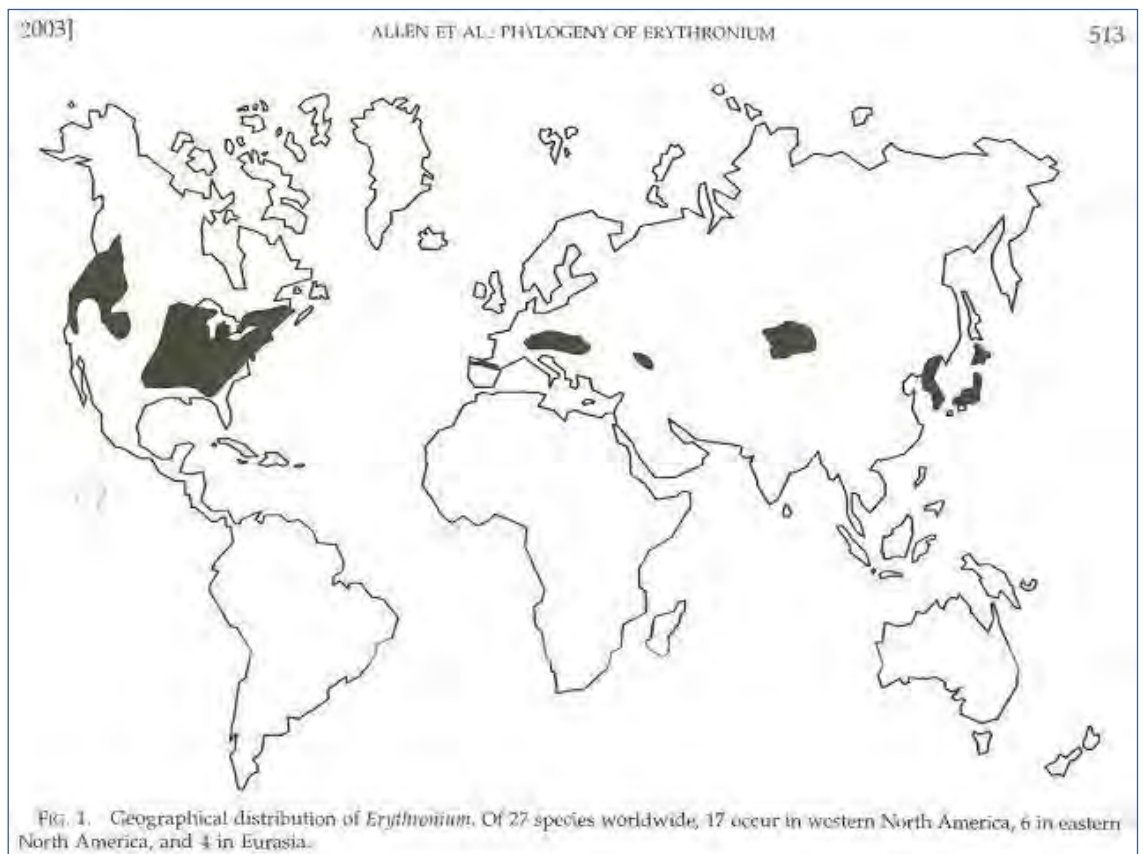 2003]
ALLEN ET AL.: PHYLOGENY OF ERYTHRONIUM
513
FIG. 1. Geographical distribution of Erythronium. Of 27 species worldwide, 17 occur in western North America, 6 in eastern
North America, and 4 in Eurasia.